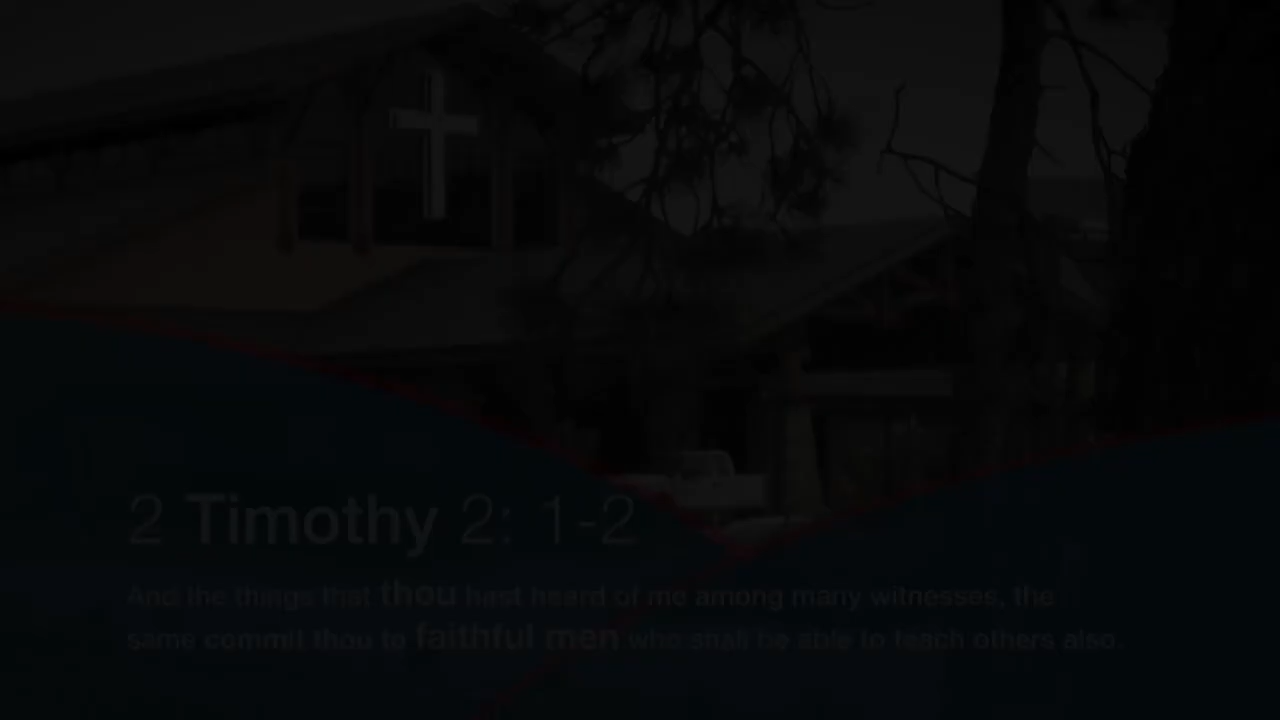 2 Timothy 2: 1-2
And the things that thou hast heard of me among many witnesses, the
same commit thou to faithful men who shall be able to teach others also.